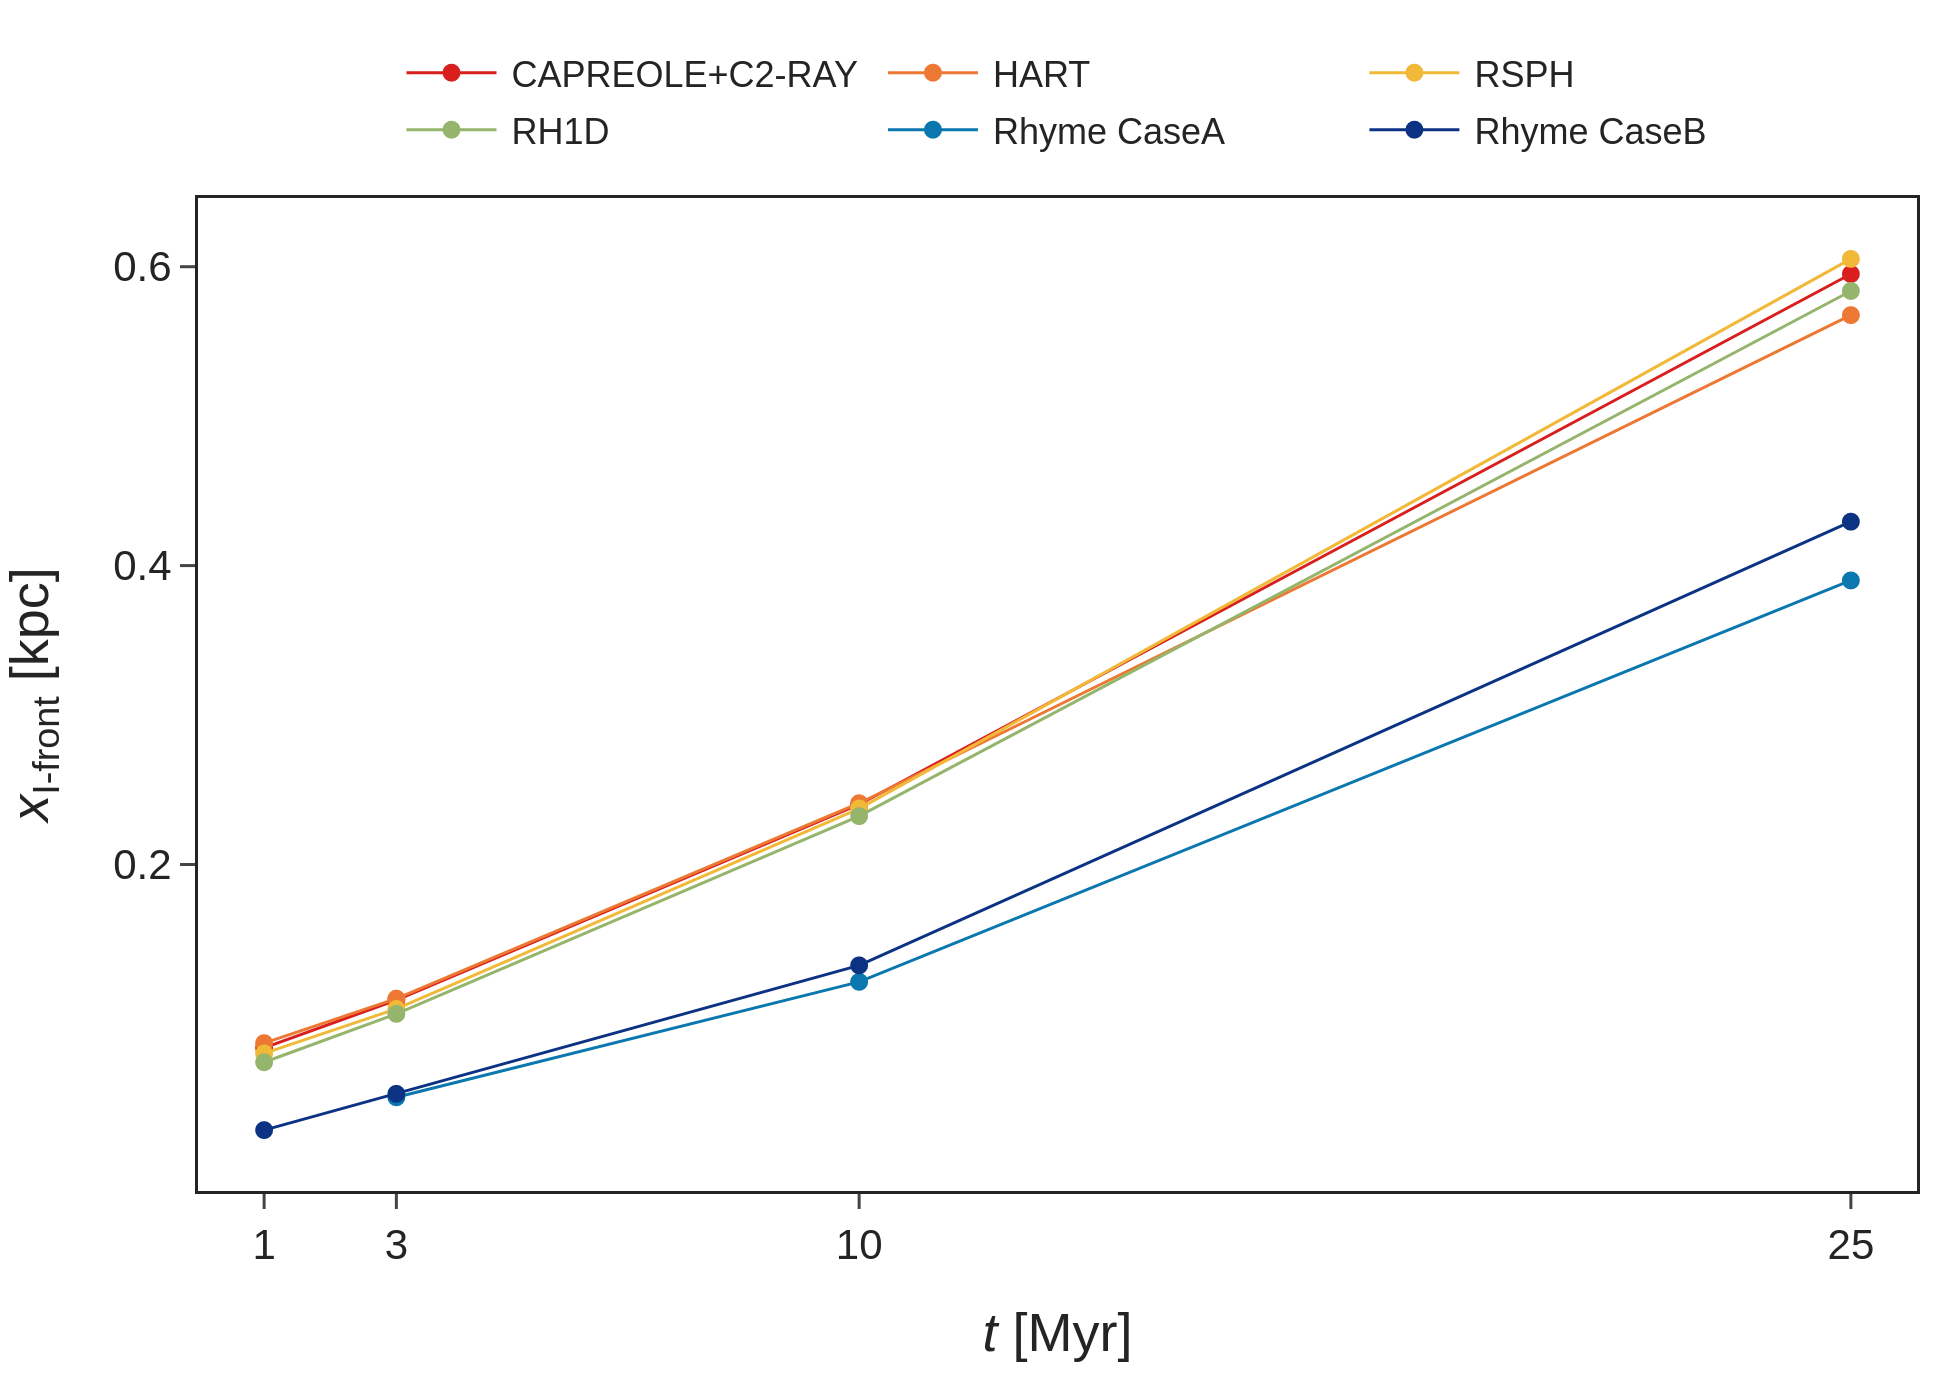 CAPREOLE+C2-RAY HART RSPH
RH1D Rhyme CaseA Rhyme CaseB
0.6
0.4
0.2
xI-front [kpc]
1 3 10 25
t [Myr]